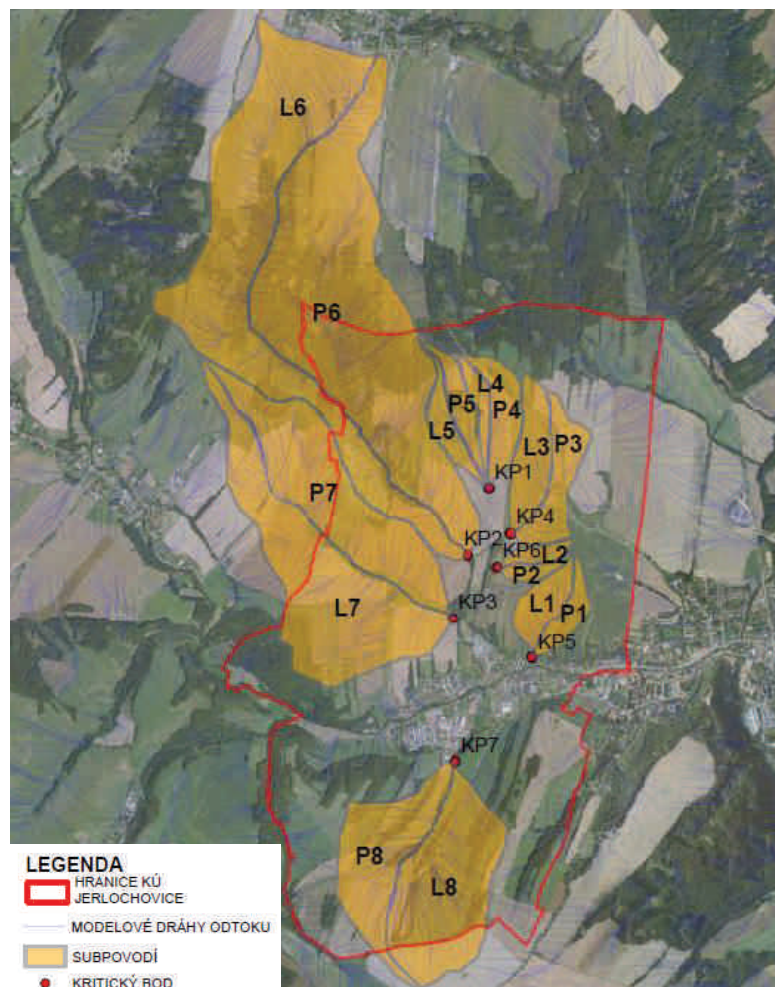 L6
P6
L4
P5
P4
L5
L3
P3
KP1
P7
KP4
KP2
KP6
L2
P2
L1
P1
L7
KP3
KP5
KP7
P8
L8
LEGENDA
HRANICE KÚ
JERLOCHOVICE
MODELOVÉ DRÁHY ODTOKU
SUBPOVODÍ
KRITICKÝ BOD